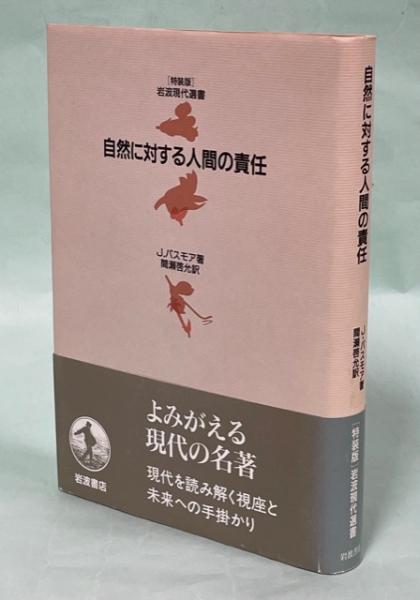 ［特装版］
岩波現代選書
自然に対する人間の責任
J.パスモア著
間瀬啓允訳
よみがえる
現代の名著
現代を読み解く視座と
未来への手掛かり
岩波書店
自然に対する人間の責任
J.パスモア著
間瀬啓允訳
［特装版］岩波現代選書
岩波書店